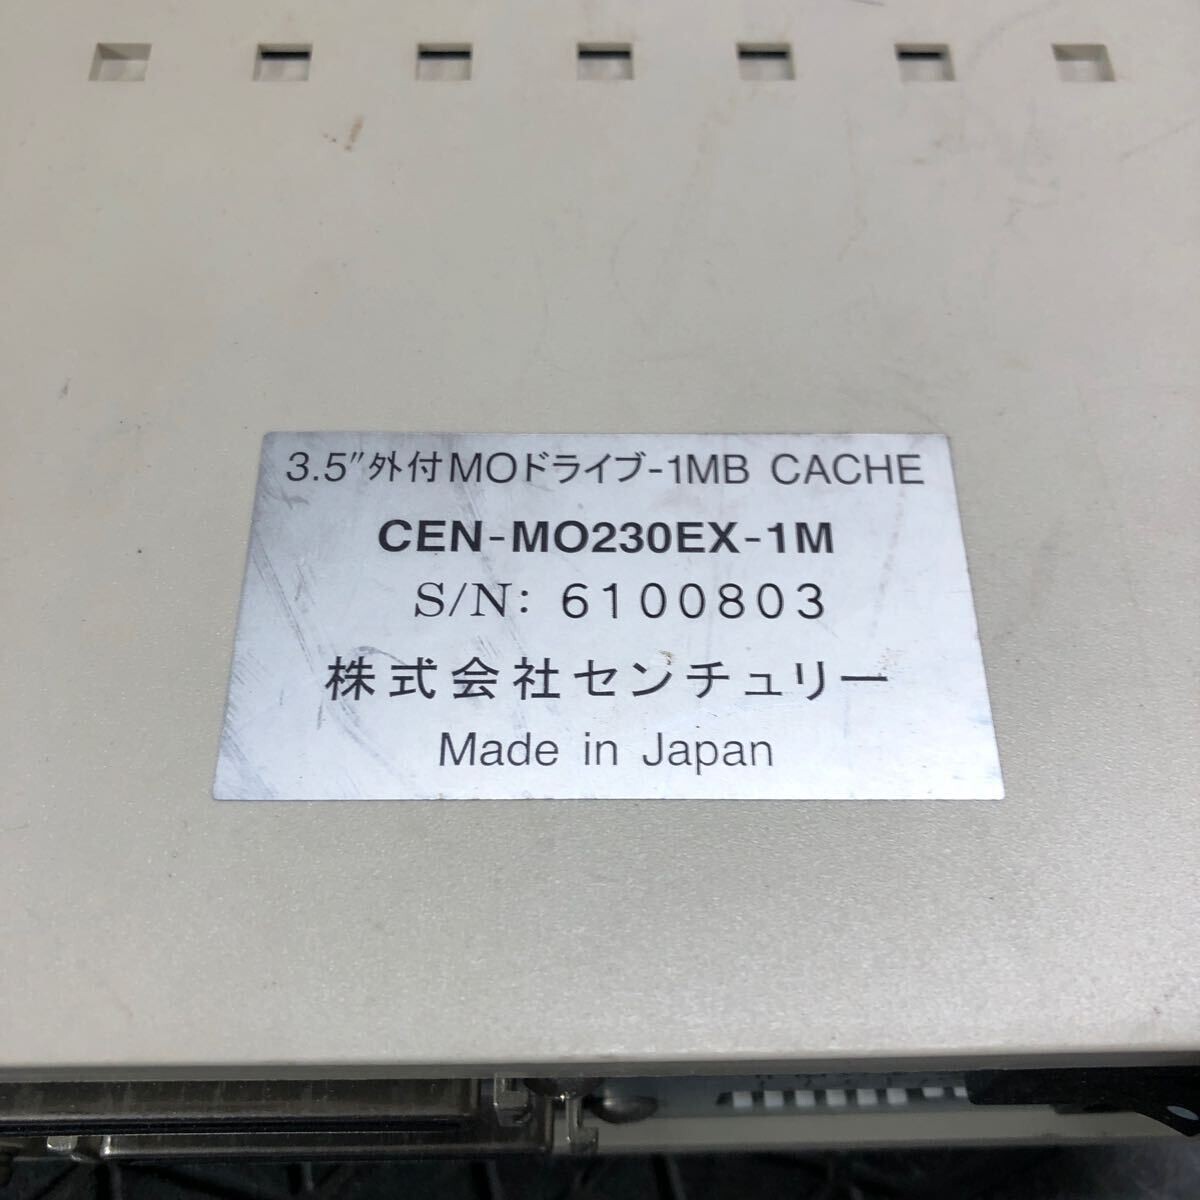 3.5"外付MOドライブ-1MB CACHE
CEN-MO230EX-1M
S/N: 6100803
株式会社センチュリー
Made in Japan